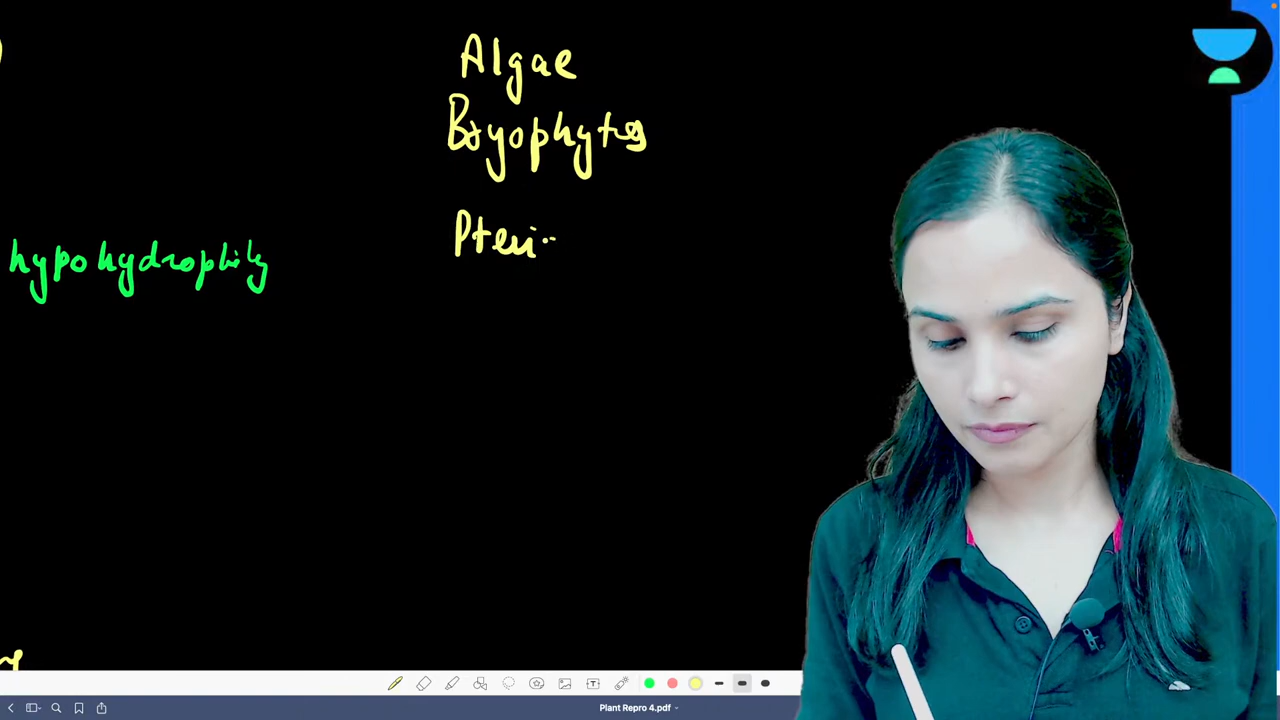 Algae
Bryophytes
Pteri..
hypohydrophily
Plant Repro 4.pdf